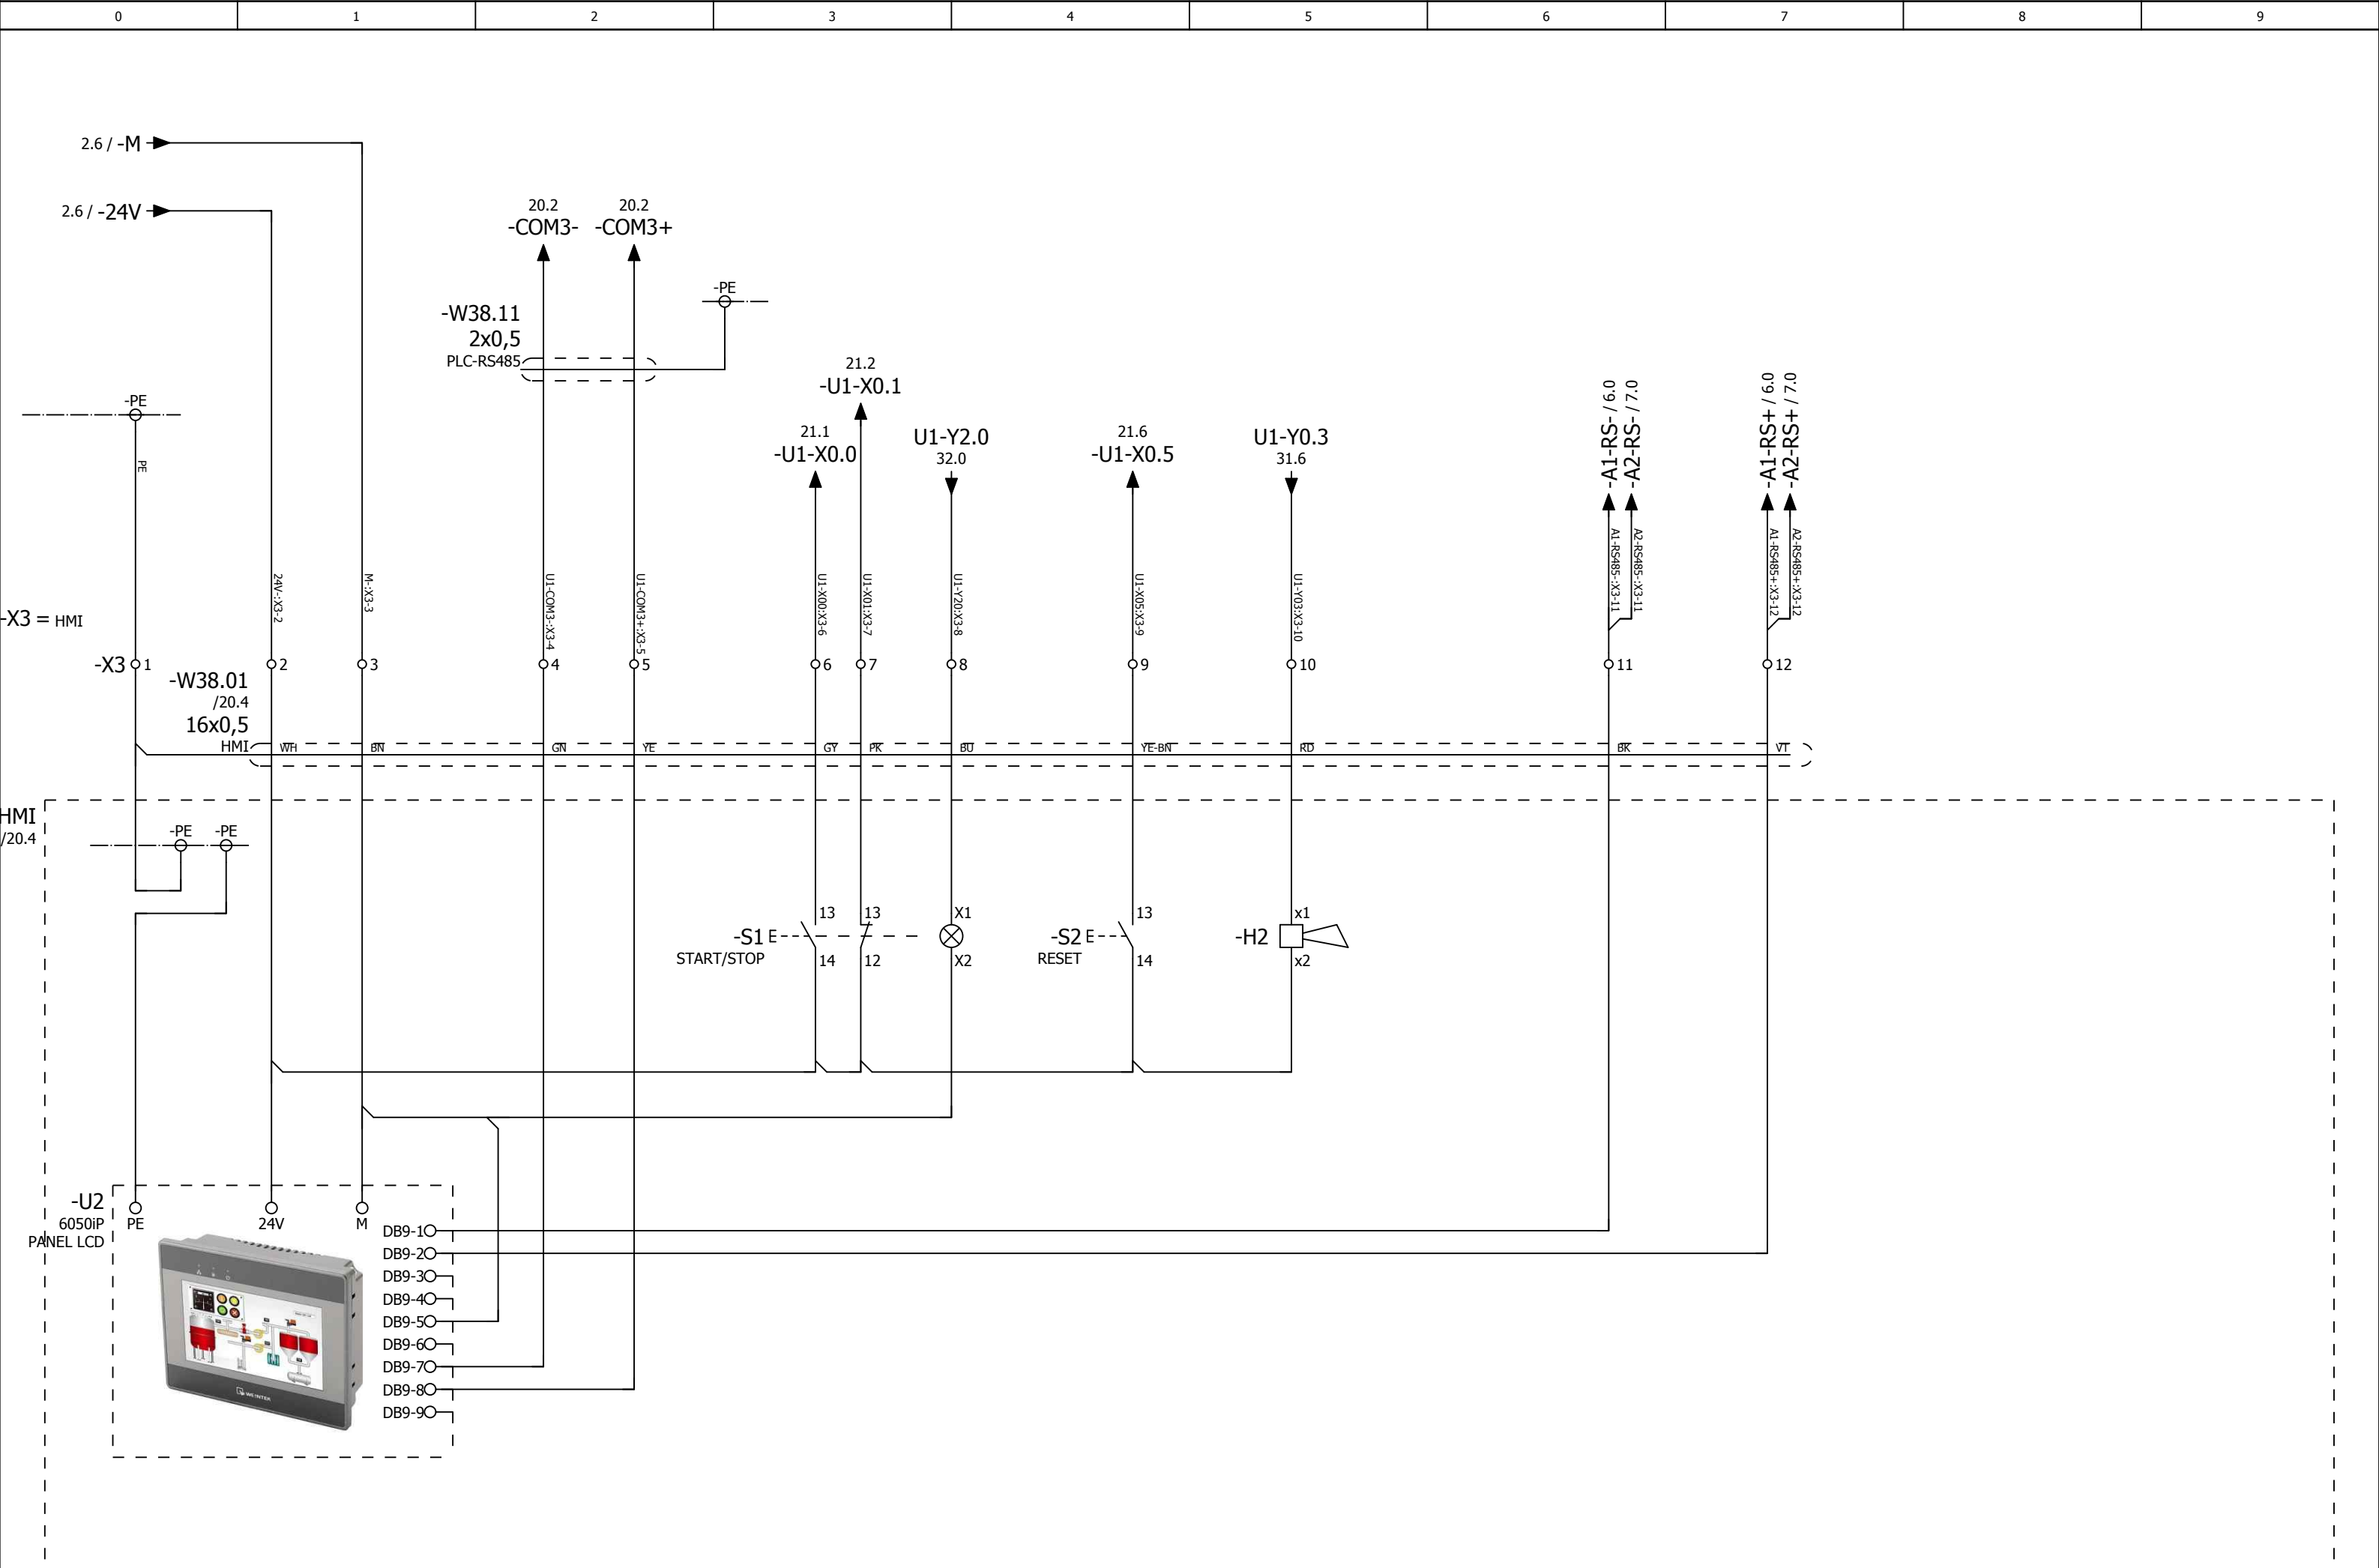 0 1 2 3 4 5 6 7 8 9
2.6 / -M
2.6 / -24V
20.2 20.2
-COM3- -COM3+
-PE
-W38.11
2x0,5
PLC-RS485
21.2
-U1-X0.1
-PE
21.1
-U1-X0.0
U1-Y2.0
32.0
21.6
-U1-X0.5
U1-Y0.3
31.6
-A1-RS- / 6.0
-A2-RS- / 7.0
-A1-RS+ / 6.0
-A2-RS+ / 7.0
PE
24V-:X3-2
M-:X3-3
U1-COM3-:X3-4
U1-COM3+:X3-5
U1-X00:X3-6
U1-X01:X3-7
U1-Y20:X3-8
U1-X05:X3-9
U1-Y03:X3-10
A1-RS485-:X3-11
A2-RS485-:X3-11
A1-RS485+:X3-12
A2-RS485+:X3-12
-X3 = HMI
-X3 1 2 3 4 5 6 7 8 9 10 11 12
-W38.01
/20.4
16x0,5
HMI WH BN GN YE GY PK BU YE-BN RD BK VT
HMI
/20.4
-PE -PE
13 13 X1 13 x1
-S1 -S2 -H2
START/STOP RESET
14 12 X2 14 x2
-U2
6050iP
PANEL LCD
PE 24V M
DB9-1
DB9-2
DB9-3
DB9-4
DB9-5
DB9-6
DB9-7
DB9-8
DB9-9
WEINTEK